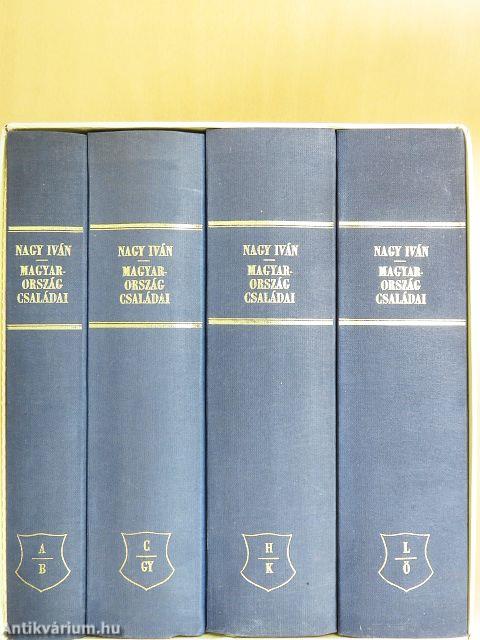 NAGY IVÁN
MAGYAR-
ORSZÁG
CSALÁDAI
A
B
NAGY IVÁN
MAGYAR-
ORSZÁG
CSALÁDAI
C
GY
NAGY IVÁN
MAGYAR-
ORSZÁG
CSALÁDAI
H
K
NAGY IVÁN
MAGYAR-
ORSZÁG
CSALÁDAI
L
Ö
Antikvárium.hu